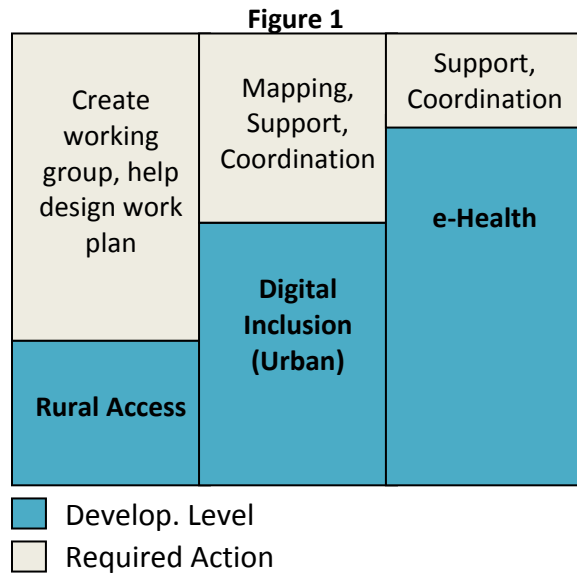 Figure 1
Create
working
group, help
design work
plan
Rural Access
Mapping,
Support,
Coordination
Digital
Inclusion
(Urban)
Support,
Coordination
e-Health
Develop. Level
Required Action